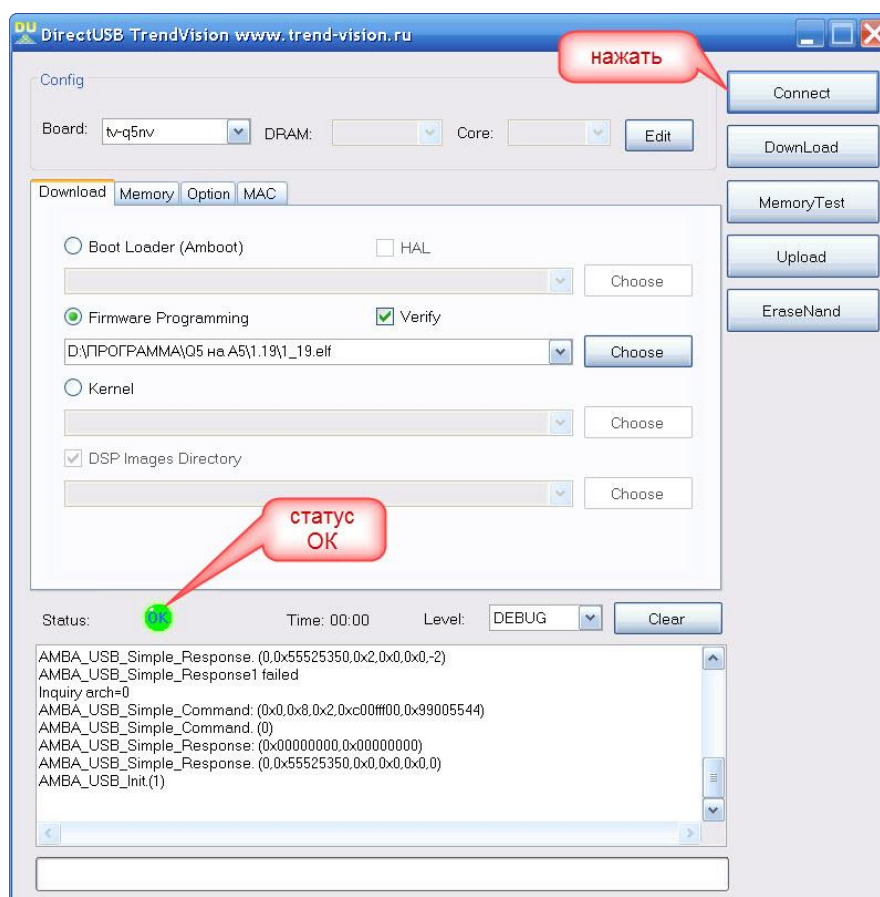 DU DirectUSB TrendVision www.trend-vision.ru
нажать
Config
Board: tv-q5nv DRAM: Core: Edit
Connect
DownLoad
MemoryTest
Upload
EraseNand
Download Memory Option MAC
Boot Loader (Amboot) HAL
Choose
Firmware Programming Verify
D:\ПРОГРАММА\Q5 на A5\1.19\1_19.elf Choose
Kernel
Choose
DSP Images Directory
Choose
статус
ОК
Status: OK Time: 00:00 Level: DEBUG Clear
AMBA_USB_Simple_Response. (0,0x55525350,0x2,0x0,0x0,-2)
AMBA_USB_Simple_Response1 failed
Inquiry arch=0
AMBA_USB_Simple_Command: (0x0,0x8,0x2,0xc00fff00,0x99005544)
AMBA_USB_Simple_Command. (0)
AMBA_USB_Simple_Response: (0x00000000,0x00000000)
AMBA_USB_Simple_Response. (0,0x55525350,0x0,0x0,0x0,0)
AMBA_USB_Init.(1)